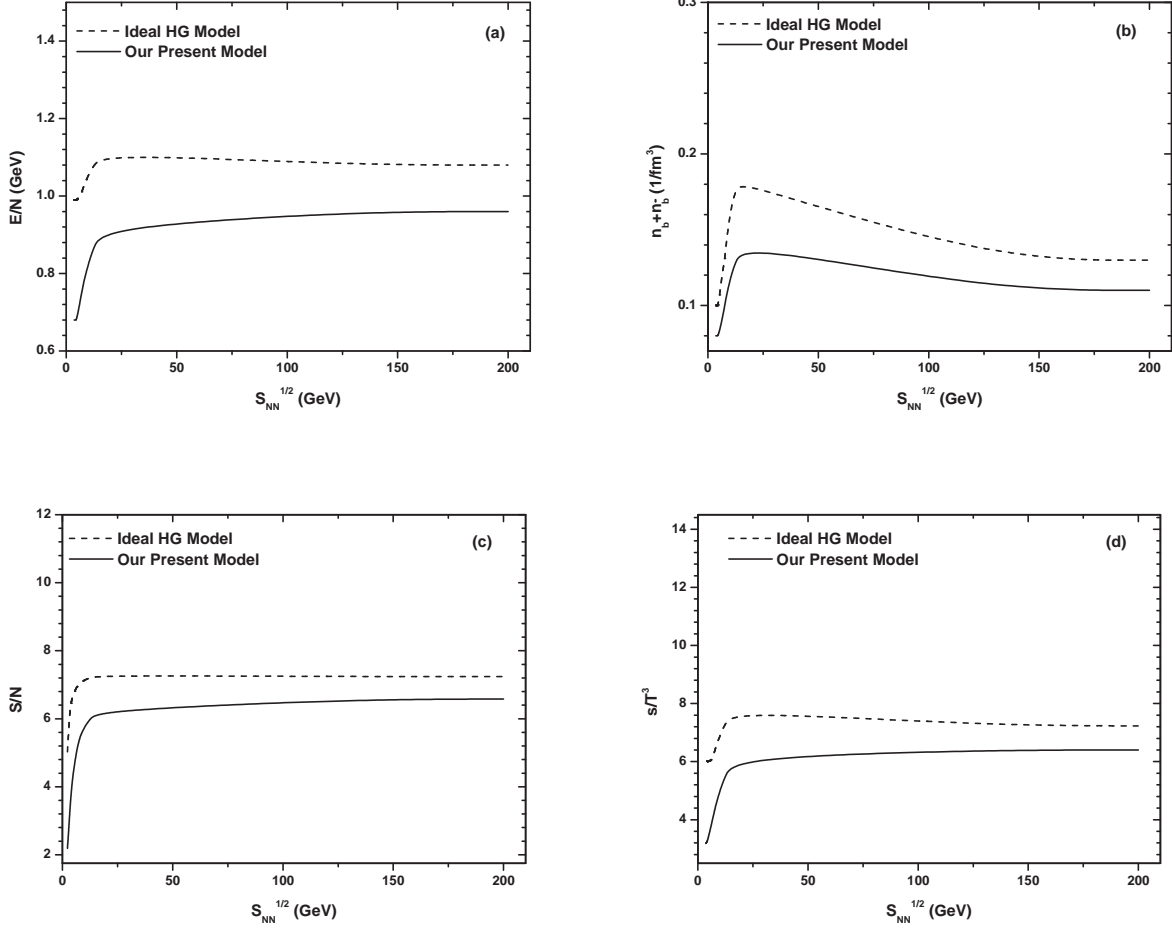 Ideal HG Model
Our Present Model
(a)
1.4
1.2
1.0
0.8
0.6
E/N (GeV)
0 50 100 150 200
S_NN^1/2 (GeV)
Ideal HG Model
Our Present Model
(b)
0.3
0.2
0.1
n_b+n_b̄ (1/fm^3)
0 50 100 150 200
S_NN^1/2 (GeV)
Ideal HG Model
Our Present Model
(c)
12
10
8
6
4
2
S/N
0 50 100 150 200
S_NN^1/2 (GeV)
Ideal HG Model
Our Present Model
(d)
14
12
10
8
6
4
s/T^3
0 50 100 150 200
S_NN^1/2 (GeV)